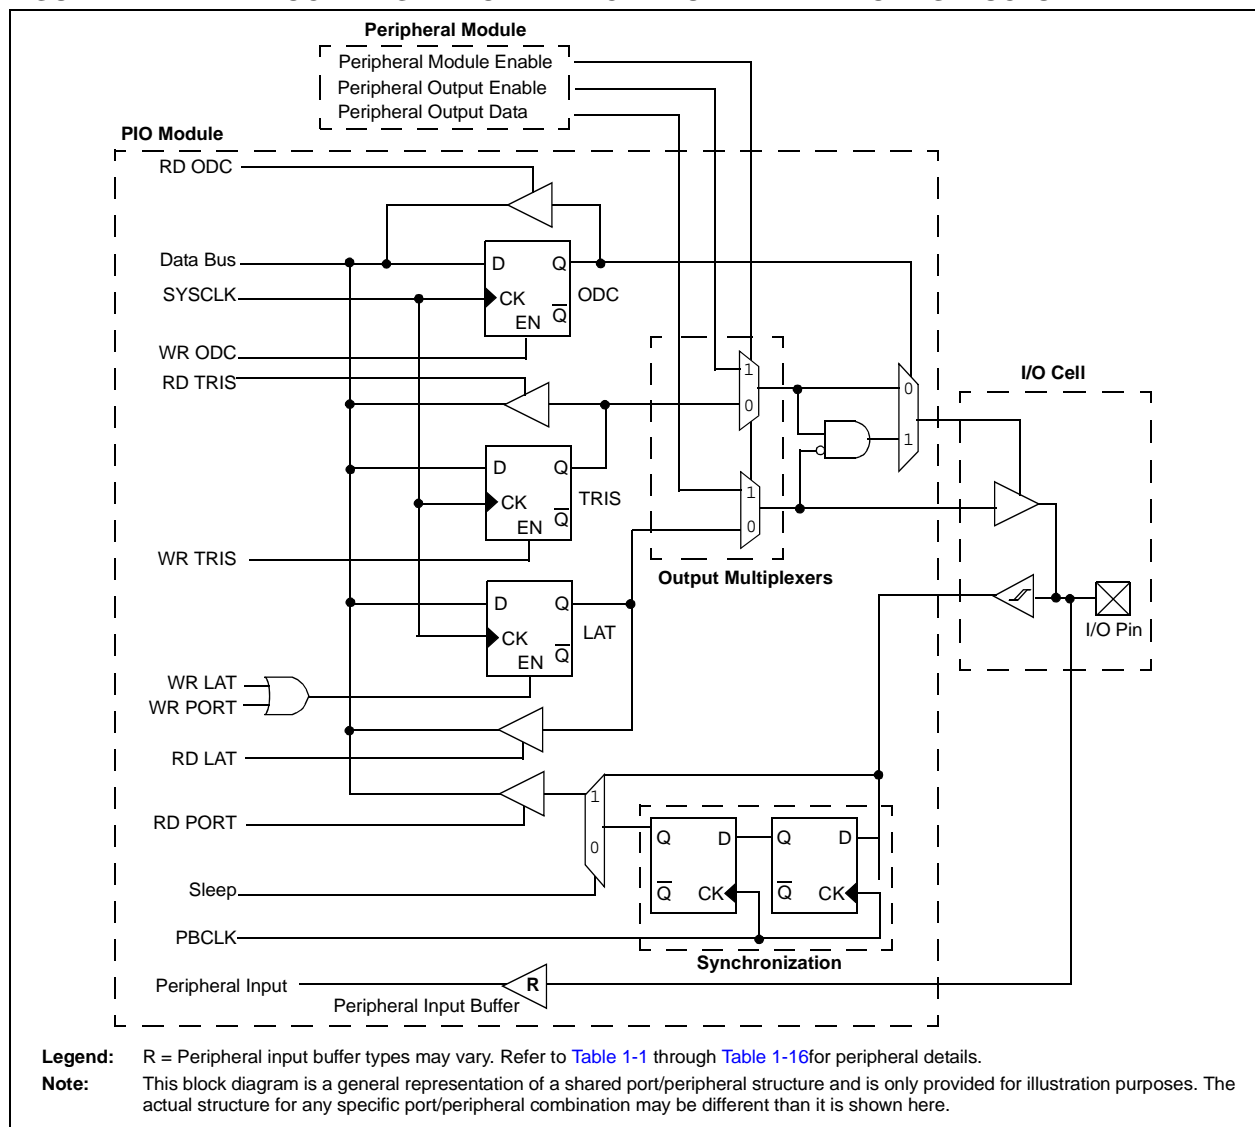 Peripheral Module
Peripheral Module Enable
Peripheral Output Enable
Peripheral Output Data
PIO Module
RD ODC
Data Bus
D
Q
SYSCLK
CK
ODC
EN
Q
WR ODC
RD TRIS
1
0
I/O Cell
0
1
D
Q
CK
TRIS
EN
Q
1
0
WR TRIS
Output Multiplexers
D
Q
CK
LAT
EN
Q
I/O Pin
WR LAT
WR PORT
RD LAT
1
0
RD PORT
Q
D
Q
D
Sleep
Q
CK
Q
CK
PBCLK
Synchronization
Peripheral Input
R
Peripheral Input Buffer
Legend: R = Peripheral input buffer types may vary. Refer to Table 1-1 through Table 1-16for peripheral details.
Note: This block diagram is a general representation of a shared port/peripheral structure and is only provided for illustration purposes. The
actual structure for any specific port/peripheral combination may be different than it is shown here.